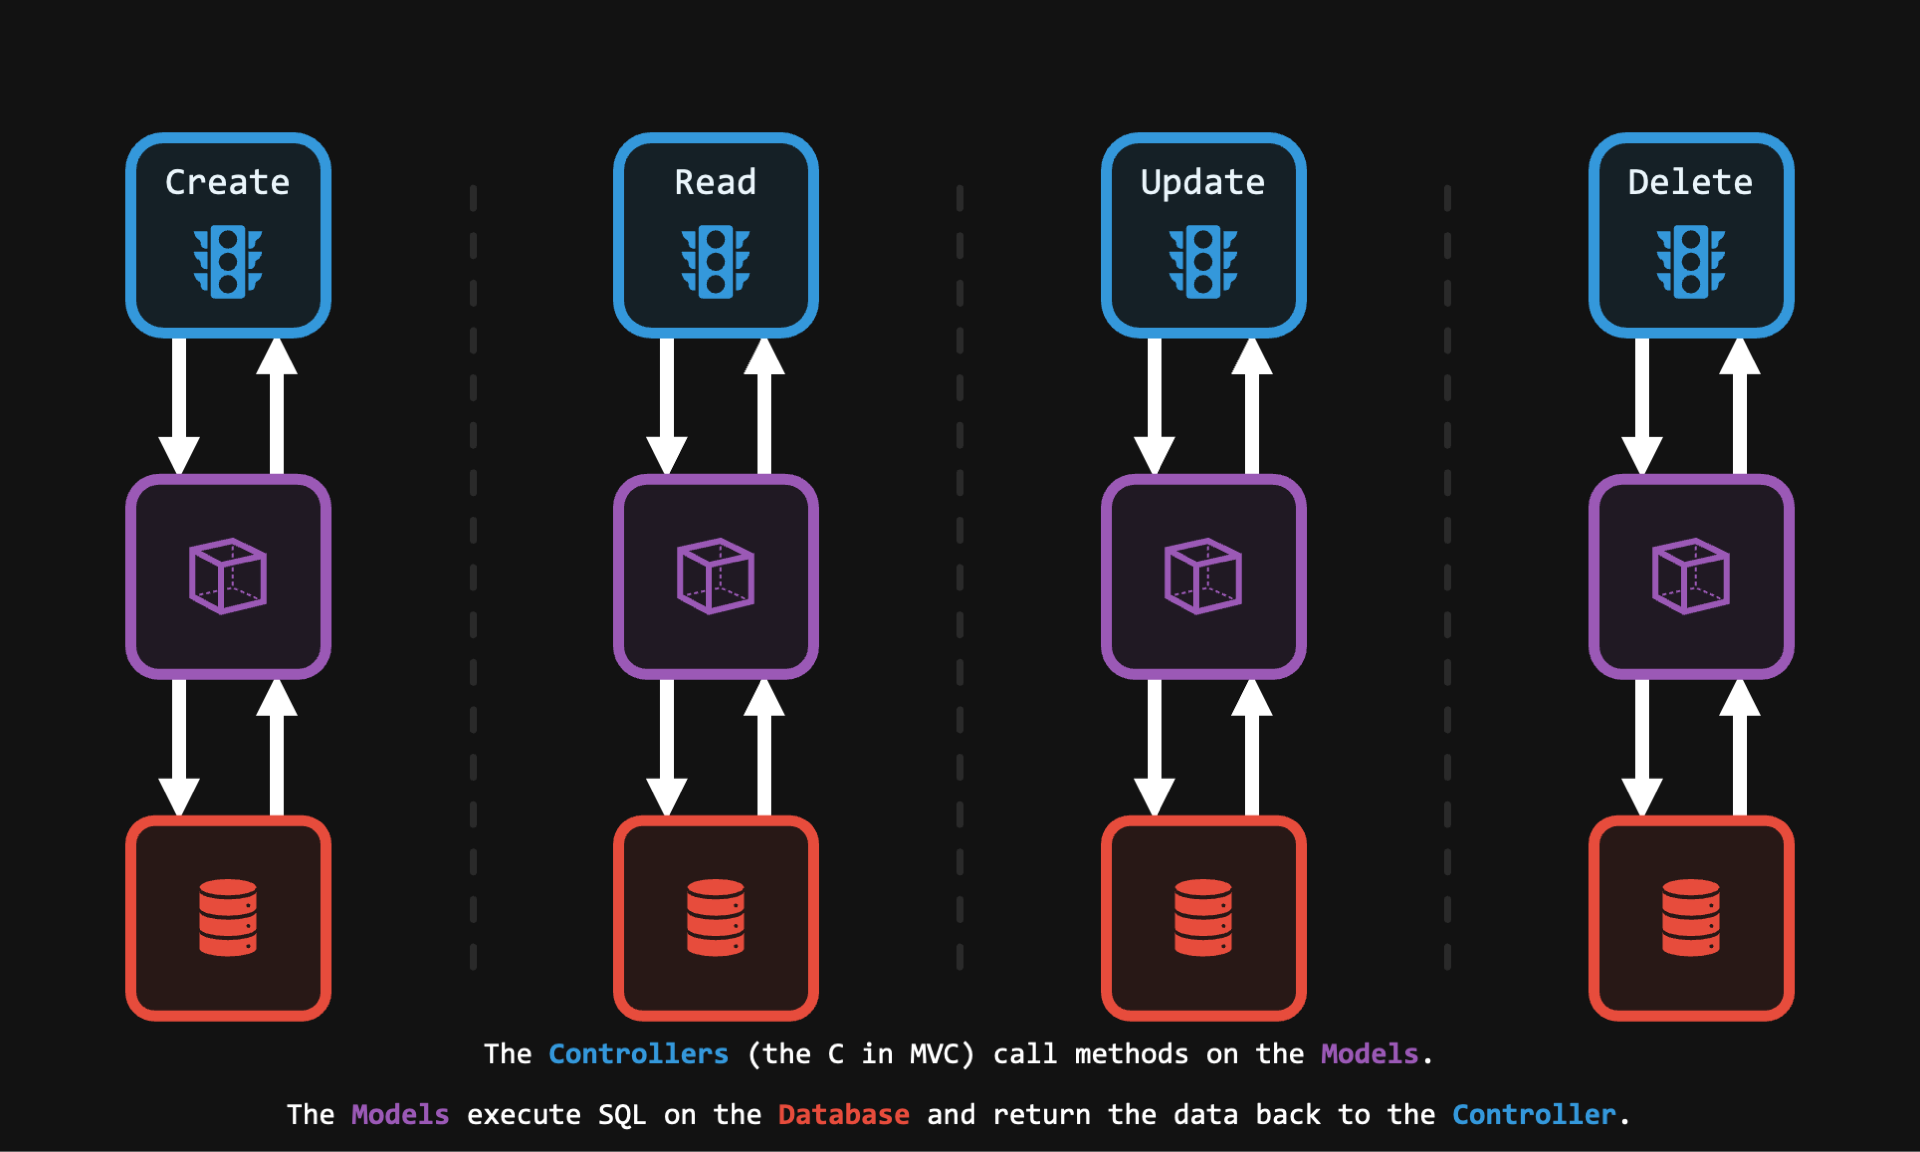 Create
Read
Update
Delete
The Controllers (the C in MVC) call methods on the Models.
The Models execute SQL on the Database and return the data back to the Controller.